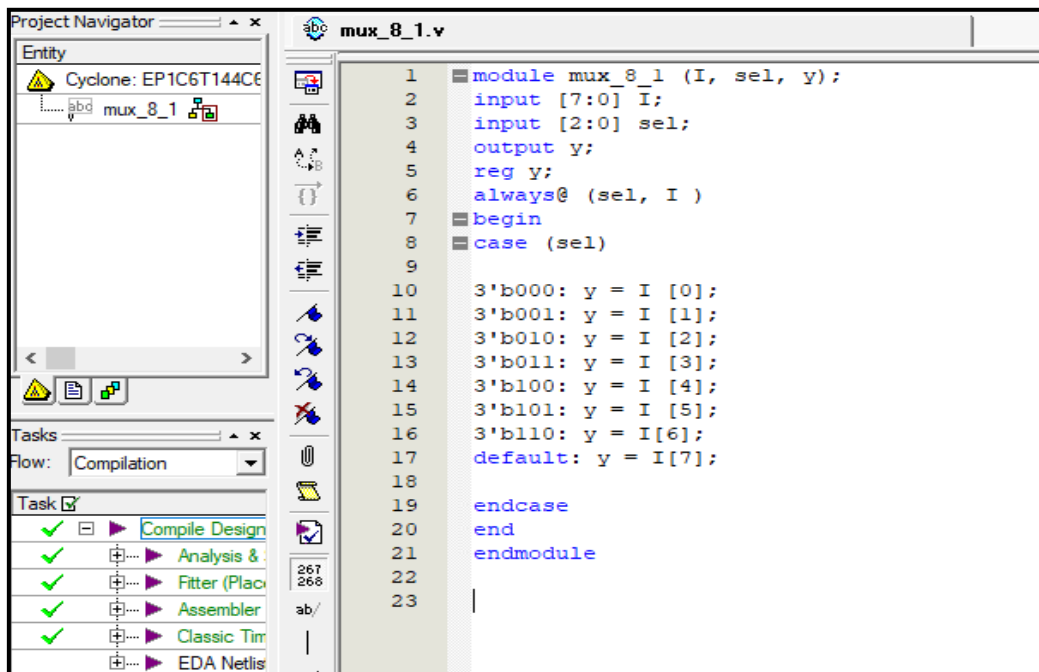 Project Navigator
Entity
Cyclone: EP1C6T144C6
abc mux_8_1
Tasks
Flow: Compilation
Task
Compile Design
Analysis &
Fitter (Place
Assembler
Classic Tim
EDA Netlis
267
268
ab/
abc mux_8_1.v
1 module mux_8_1 (I, sel, y);
2 input [7:0] I;
3 input [2:0] sel;
4 output y;
5 reg y;
6 always@ (sel, I )
7 begin
8 case (sel)
9
10 3'b000: y = I [0];
11 3'b001: y = I [1];
12 3'b010: y = I [2];
13 3'b011: y = I [3];
14 3'b100: y = I [4];
15 3'b101: y = I [5];
16 3'b110: y = I[6];
17 default: y = I[7];
18
19 endcase
20 end
21 endmodule
22
23